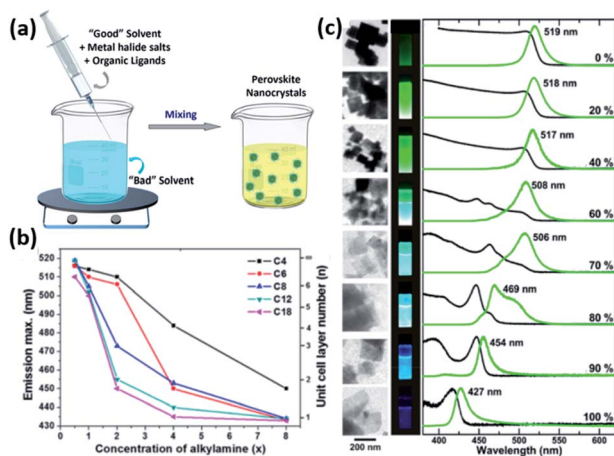 (a)
"Good" Solvent
+ Metal halide salts
+ Organic Ligands
Mixing
Perovskite
Nanocrystals
"Bad" Solvent
(b)
Emission max. (nm)
520
510
500
490
480
470
460
450
440
430
C4
C6
C8
C12
C18
∞
6
5
4
3
2
1
Unit cell layer number (n)
0
2
4
6
8
Concentration of alkylamine (x)
(c)
519 nm
0 %
518 nm
20 %
517 nm
40 %
508 nm
60 %
506 nm
70 %
469 nm
80 %
454 nm
90 %
427 nm
100 %
200 nm
400
450
500
550
600
Wavelength (nm)